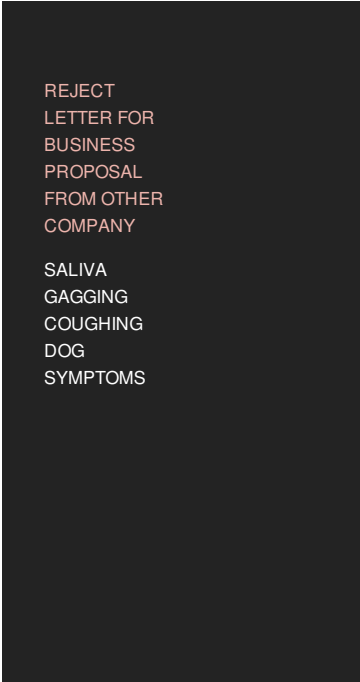 REJECT
LETTER FOR
BUSINESS
PROPOSAL
FROM OTHER
COMPANY
SALIVA
GAGGING
COUGHING
DOG
SYMPTOMS